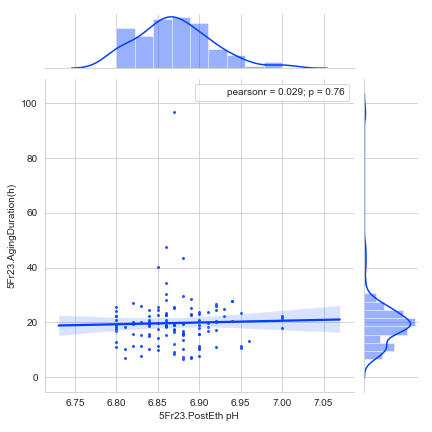 pearsonr = 0.029; p = 0.76
100
80
60
40
20
0
5Fr23.AgingDuration(h)
6.75 6.80 6.85 6.90 6.95 7.00 7.05
5Fr23.PostEth pH